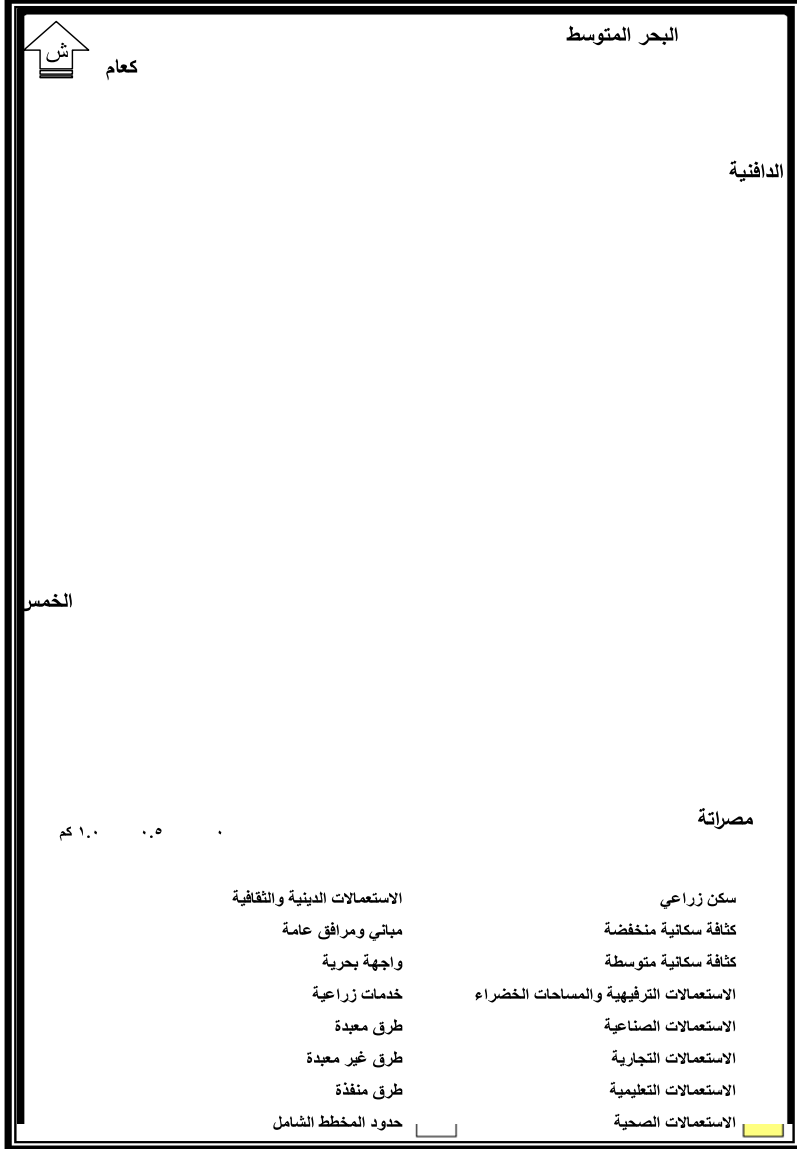 البحر المتوسط
ش
كعام
الدافنية
الخمس
مصراتة
٠ ٠.٥ ١.٠ كم
سكن زراعي
كثافة سكانية منخفضة
كثافة سكانية متوسطة
الاستعمالات الترفيهية والمساحات الخضراء
الاستعمالات الصناعية
الاستعمالات التجارية
الاستعمالات التعليمية
الاستعمالات الصحية
الاستعمالات الدينية والثقافية
مباني ومرافق عامة
واجهة بحرية
خدمات زراعية
طرق معبدة
طرق غير معبدة
طرق منفذة
حدود المخطط الشامل